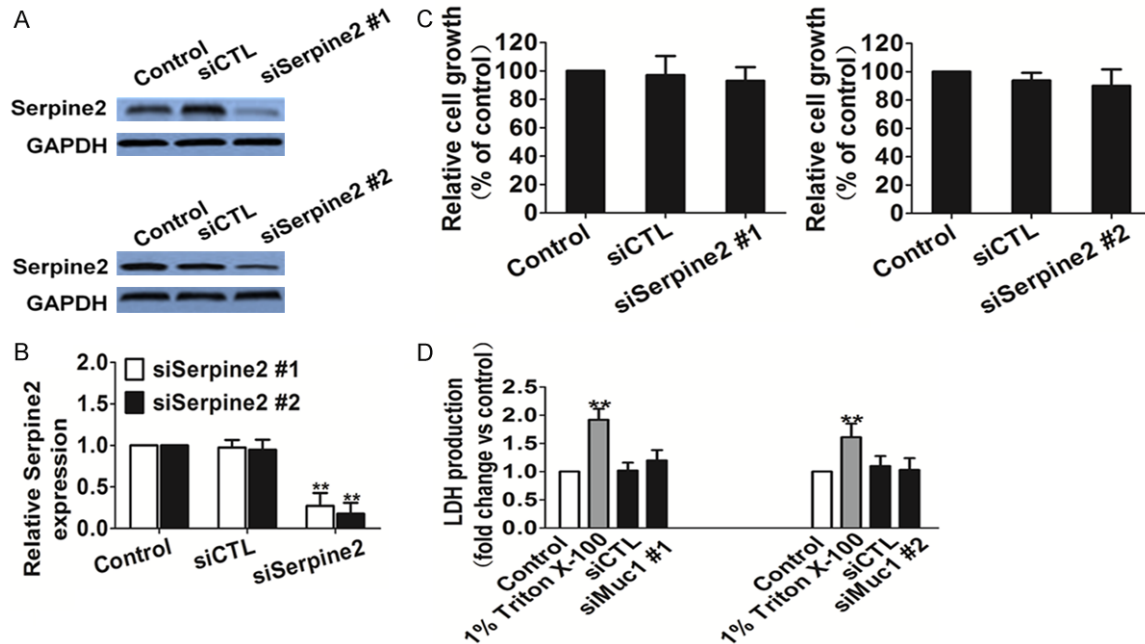 A
Control
siCTL
siSerpine2 #1
Serpine2
GAPDH
Control
siCTL
siSerpine2 #2
Serpine2
GAPDH
B
Relative Serpine2
expression
2.0
1.5
1.0
0.5
0.0
siSerpine2 #1
siSerpine2 #2
** **
Control
siCTL
siSerpine2
C
Relative cell growth
(% of control)
120
100
80
60
40
20
0
Control
siCTL
siSerpine2 #1
Relative cell growth
(% of control)
120
100
80
60
40
20
0
Control
siCTL
siSerpine2 #2
D
LDH production
(fold change vs control)
2.5
2.0
1.5
1.0
0.5
0.0
**
**
Control
1% Triton X-100
siCTL
siMuc1 #1
Control
1% Triton X-100
siCTL
siMuc1 #2